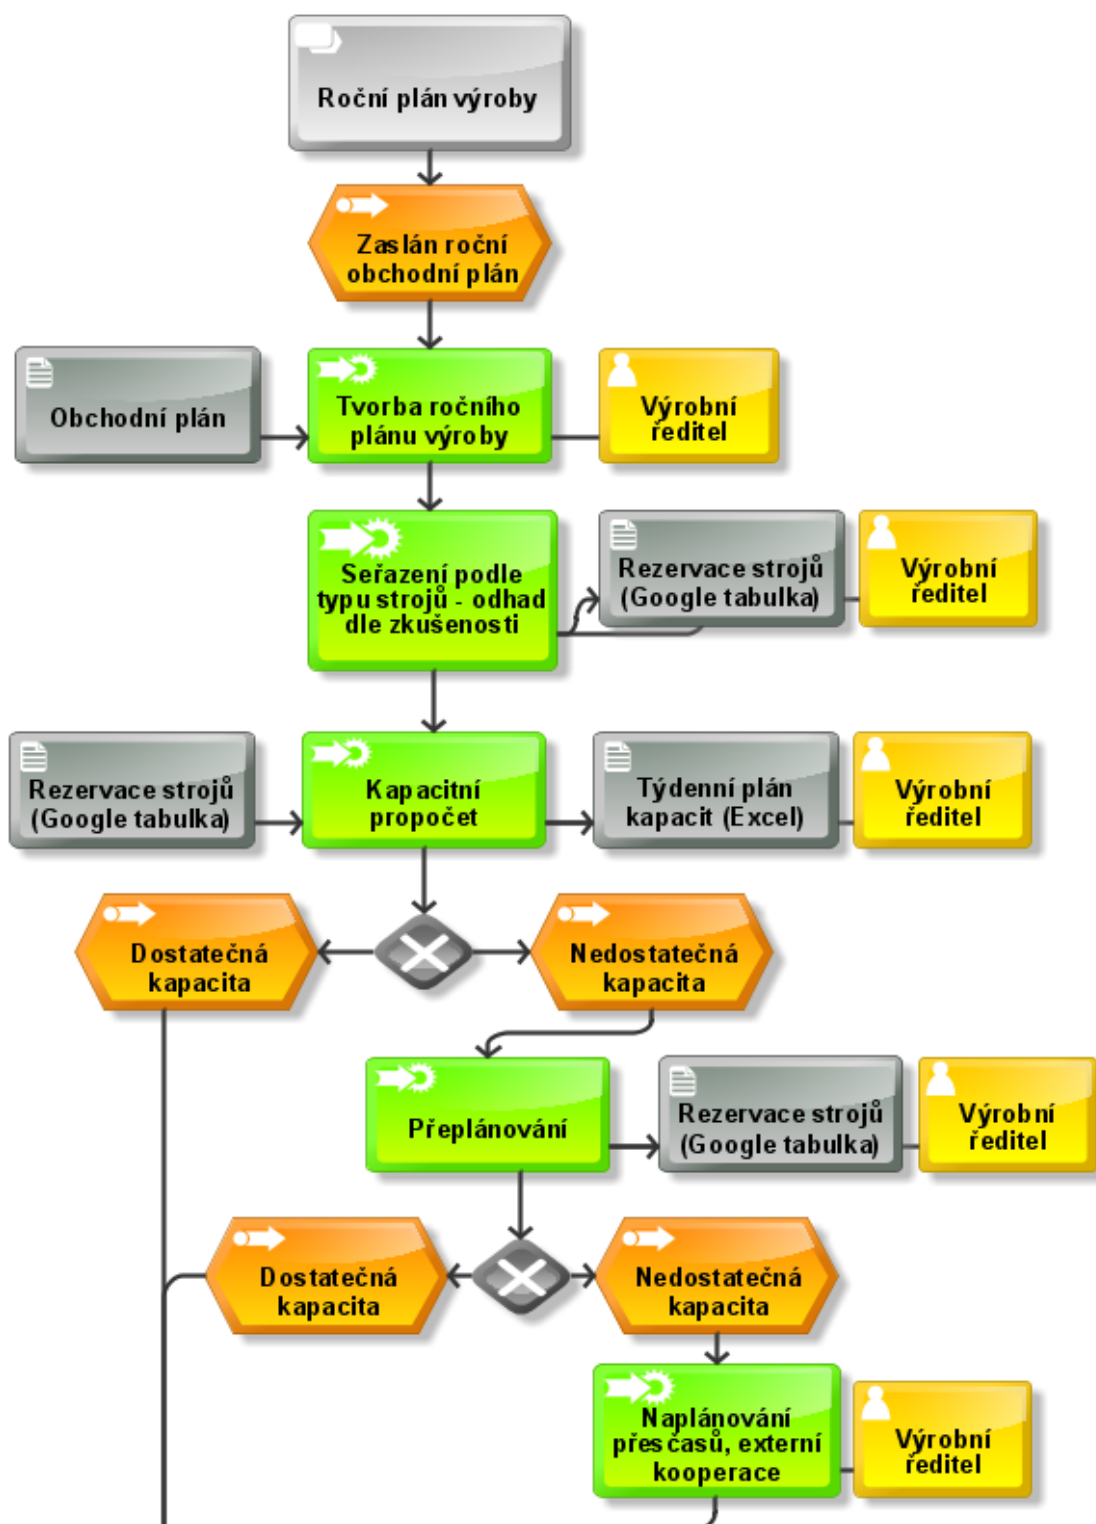 Roční plán výroby
Zaslán roční
obchodní plán
Obchodní plán
Tvorba ročního
plánu výroby
Výrobní
ředitel
Seřazení podle
typu strojů - odhad
dle zkušenosti
Rezervace strojů
(Google tabulka)
Výrobní
ředitel
Rezervace strojů
(Google tabulka)
Kapacitní
propočet
Týdenní plán
kapacit (Excel)
Výrobní
ředitel
Dostatečná
kapacita
Nedostatečná
kapacita
Přeplánování
Rezervace strojů
(Google tabulka)
Výrobní
ředitel
Dostatečná
kapacita
Nedostatečná
kapacita
Naplánování
přesčasů, externí
kooperace
Výrobní
ředitel